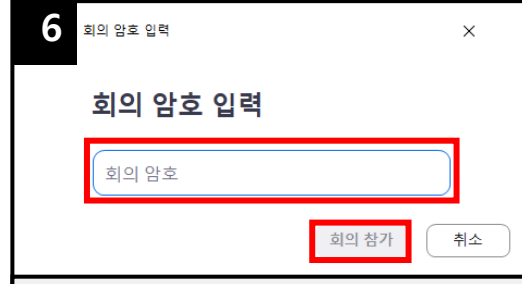 6
회의 암호 입력
회의 암호 입력
회의 암호
회의 참가 취소